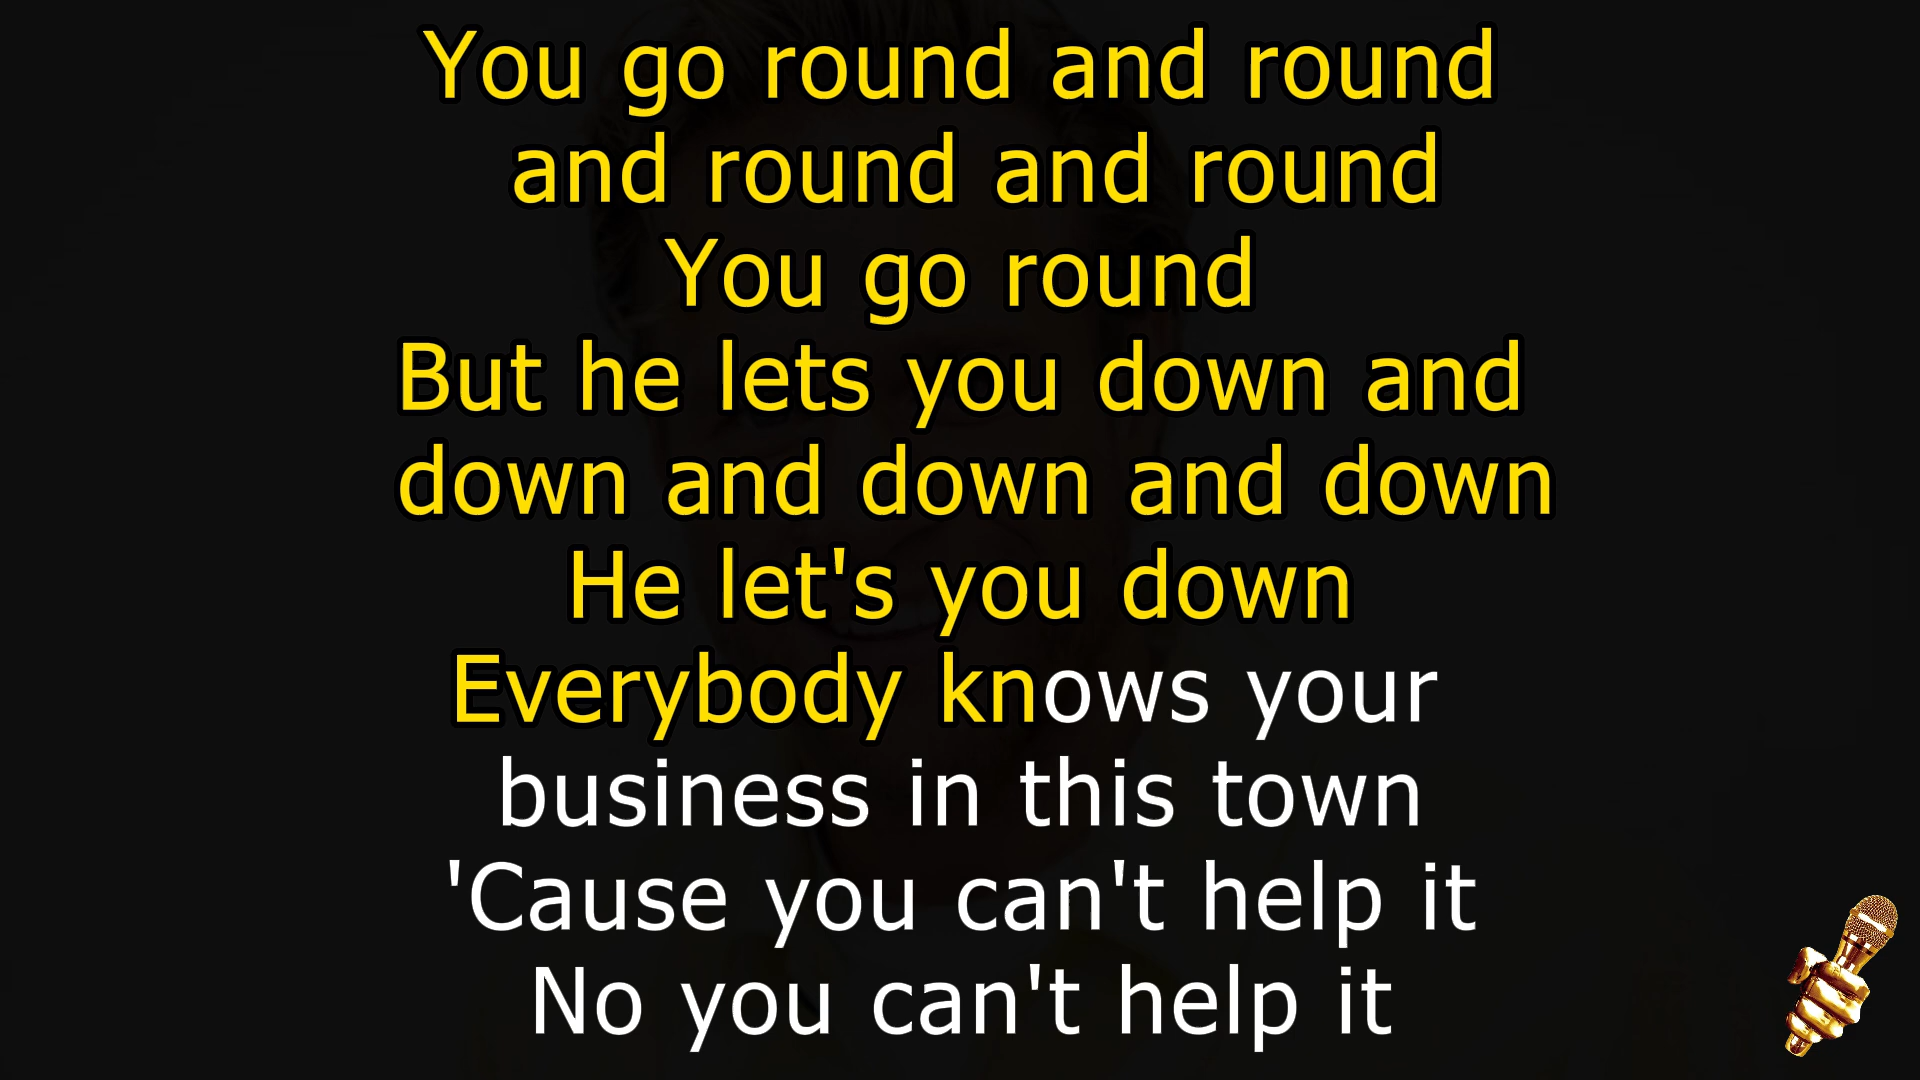 You go round and round
and round and round
You go round
But he lets you down and
down and down and down
He let's you down
Everybody knows your
business in this town
'Cause you can't help it
No you can't help it